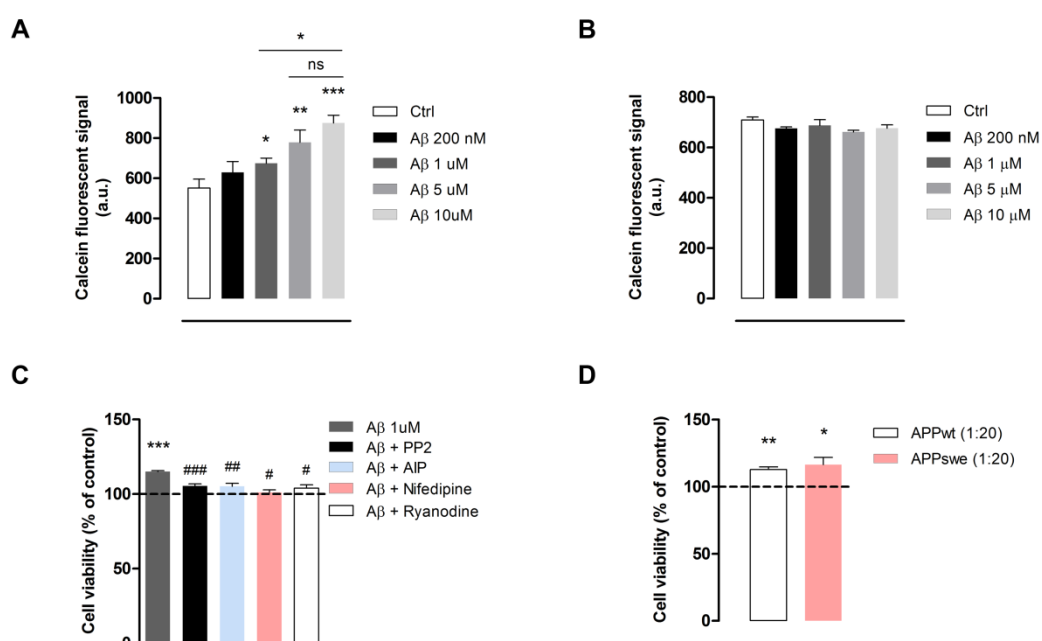 A
*
ns
***
**
*
1000
800
600
400
200
0
Calcein fluorescent signal
(a.u.)
Ctrl
Aβ 200 nM
Aβ 1 uM
Aβ 5 uM
Aβ 10uM
B
800
600
400
200
0
Calcein fluorescent signal
(a.u.)
Ctrl
Aβ 200 nM
Aβ 1 μM
Aβ 5 μM
Aβ 10 μM
C
150
100
50
0
Cell viability (% of control)
***
###
##
#
#
Aβ 1uM
Aβ + PP2
Aβ + AIP
Aβ + Nifedipine
Aβ + Ryanodine
D
150
100
50
0
Cell viability (% of control)
**
*
APPwt (1:20)
APPswe (1:20)